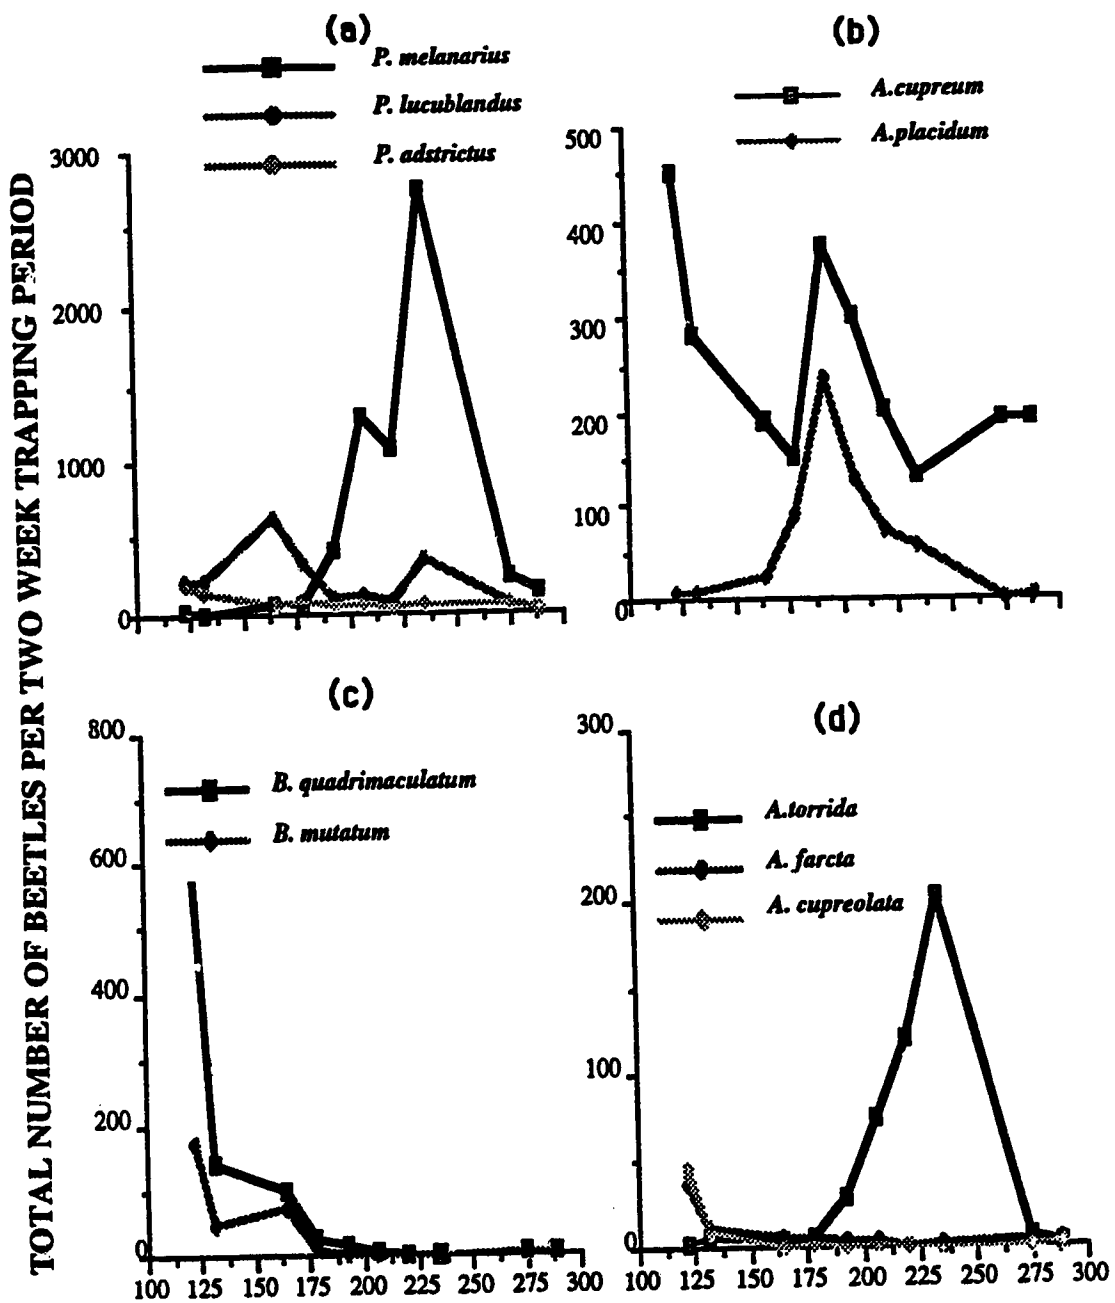 (a)
P. melanarius
P. lucublandus
P. adstrictus
3000
2000
1000
0
(b)
A.cupreum
A.placidum
500
400
300
200
100
0
TOTAL NUMBER OF BEETLES PER TWO WEEK TRAPPING PERIOD
(c)
B. quadrimaculatum
B. mutatum
800
600
400
200
0
100 125 150 175 200 225 250 275 300
(d)
A.torrida
A. farcta
A. cupreolata
300
200
100
0
100 125 150 175 200 225 250 275 300